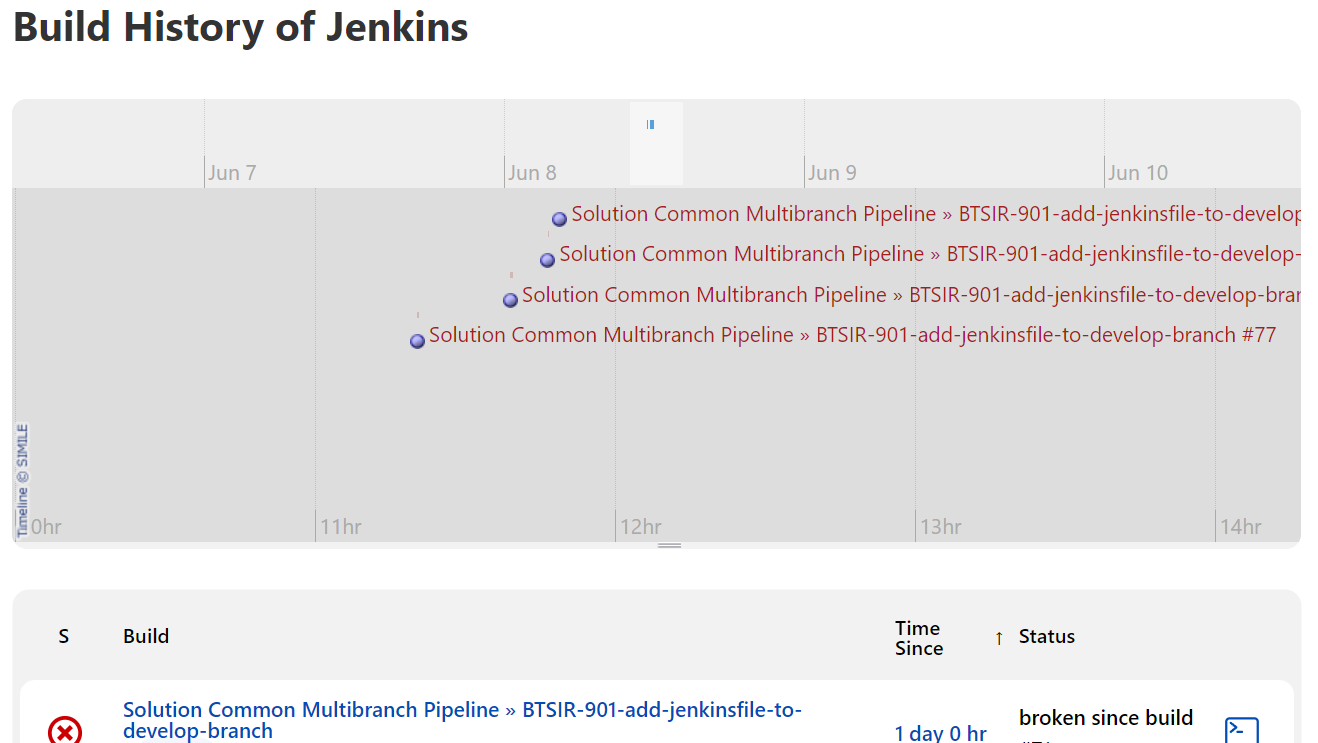 Build History of Jenkins
Jun 7
Jun 8
Jun 9
Jun 10
Solution Common Multibranch Pipeline » BTSIR-901-add-jenkinsfile-to-develop
Solution Common Multibranch Pipeline » BTSIR-901-add-jenkinsfile-to-develop-
Solution Common Multibranch Pipeline » BTSIR-901-add-jenkinsfile-to-develop-bran
Solution Common Multibranch Pipeline » BTSIR-901-add-jenkinsfile-to-develop-branch #77
Timeline © SIMILE
0hr
11hr
12hr
13hr
14hr
S
Build
Time
Since
↑
Status
Solution Common Multibranch Pipeline » BTSIR-901-add-jenkinsfile-to-
develop-branch
1 day 0 hr
broken since build